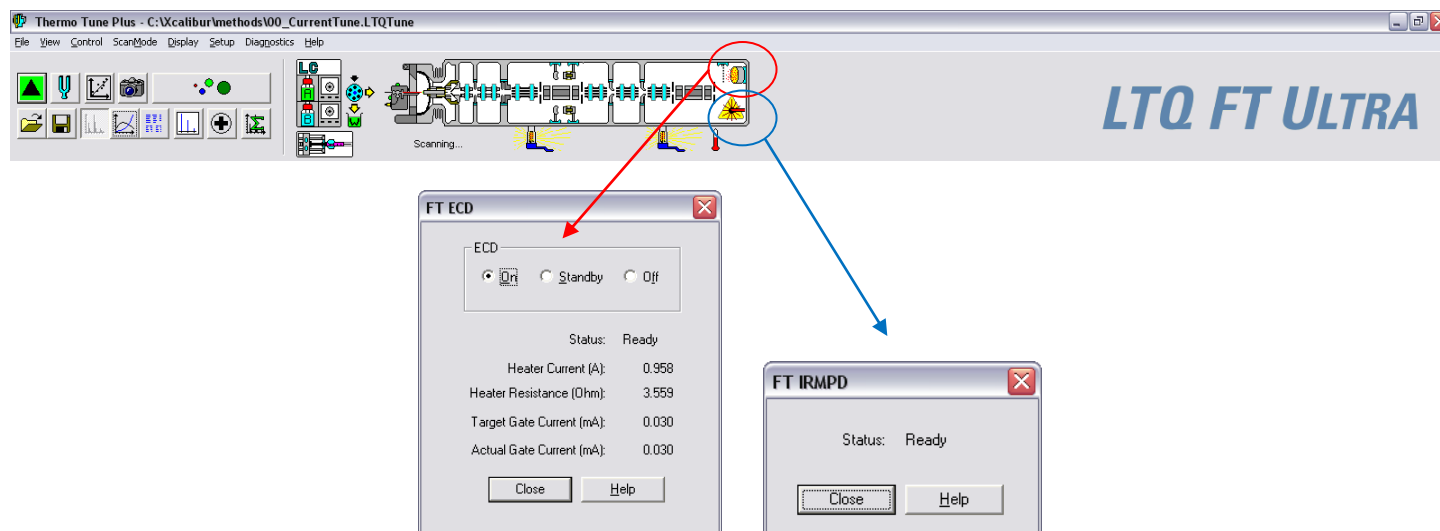 Thermo Tune Plus - C:\Xcalibur\methods\00_CurrentTune.LTQTune
File View Control ScanMode Display Setup Diagnostics Help
LC
A
B
Scanning...
LTQ FT ULTRA
FT ECD
ECD
On Standby Off
Status: Ready
Heater Current (A): 0.958
Heater Resistance (Ohm): 3.559
Target Gate Current (mA): 0.030
Actual Gate Current (mA): 0.030
Close Help
FT IRMPD
Status: Ready
Close Help